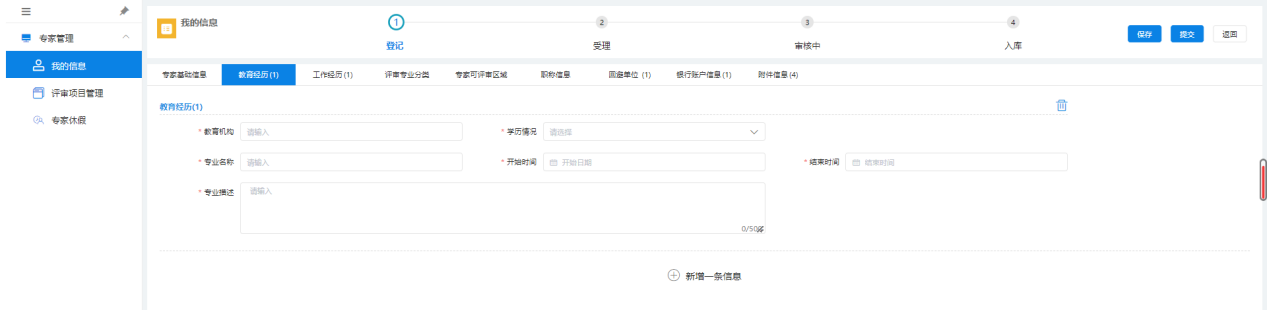 专家管理
我的信息
评审项目管理
专家休假
我的信息
1 2 3 4
登记 受理 审核中 入库
保存 提交 返回
专家基础信息 教育经历(1) 工作经历(1) 评审专业分类 专家可评审区域 职称信息 回避单位 (1) 银行账户信息(1) 附件信息(4)
教育经历(1)
* 教育机构 请输入 * 学历情况 请选择
* 专业名称 请输入 * 开始时间 开始日期 * 结束时间 结束时间
* 专业描述 请输入
0/500
新增一条信息